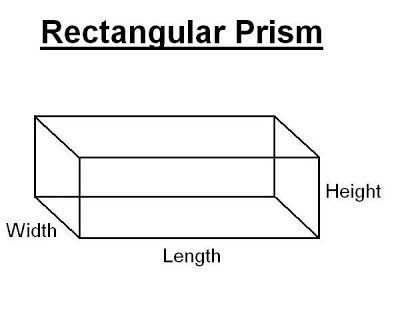 Rectangular Prism
Height
Width
Length